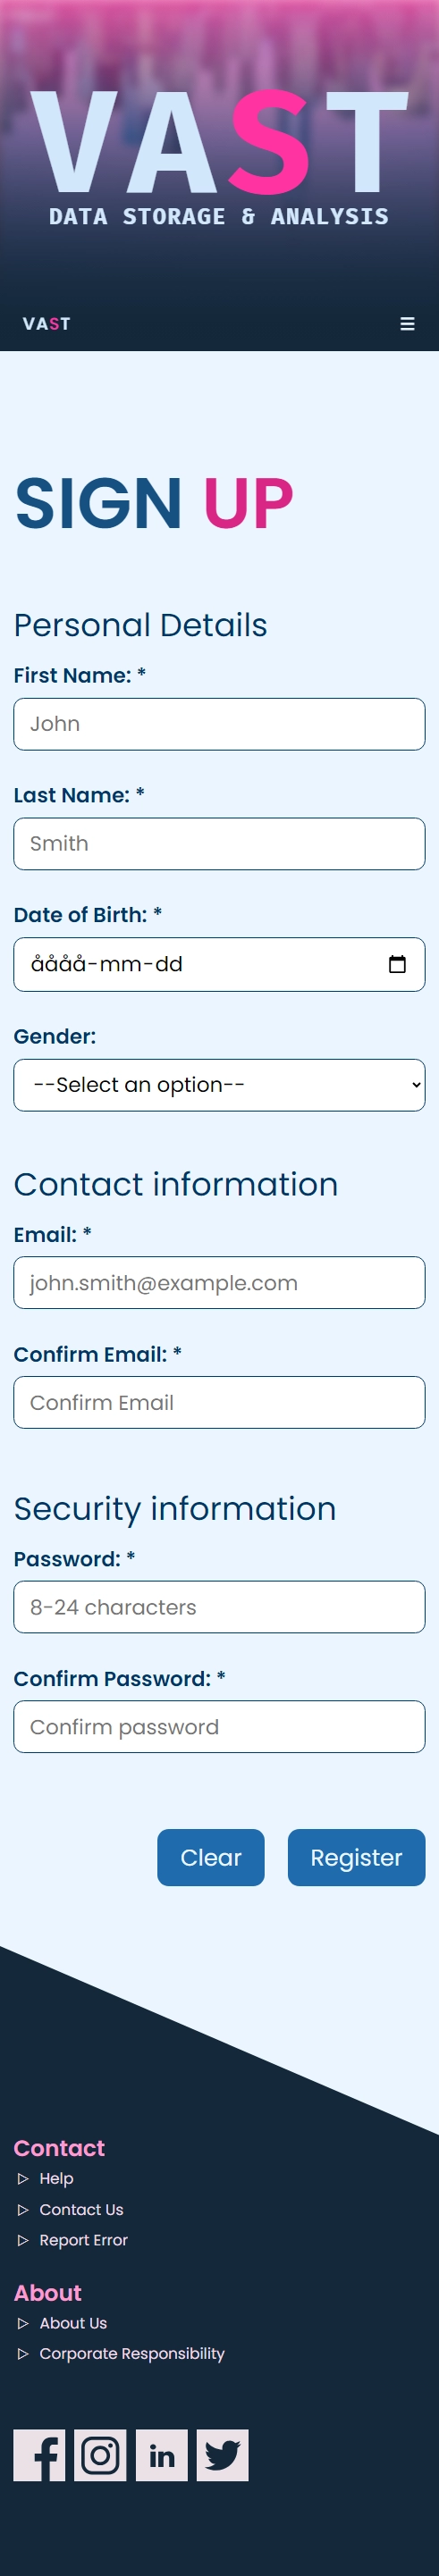 VAST
DATA STORAGE & ANALYSIS
VAST
SIGN UP
Personal Details
First Name: *
John
Last Name: *
Smith
Date of Birth: *
åååå-mm-dd
Gender:
--Select an option--
Contact information
Email: *
john.smith@example.com
Confirm Email: *
Confirm Email
Security information
Password: *
8-24 characters
Confirm Password: *
Confirm password
Clear Register
Contact
Help
Contact Us
Report Error
About
About Us
Corporate Responsibility
f
in